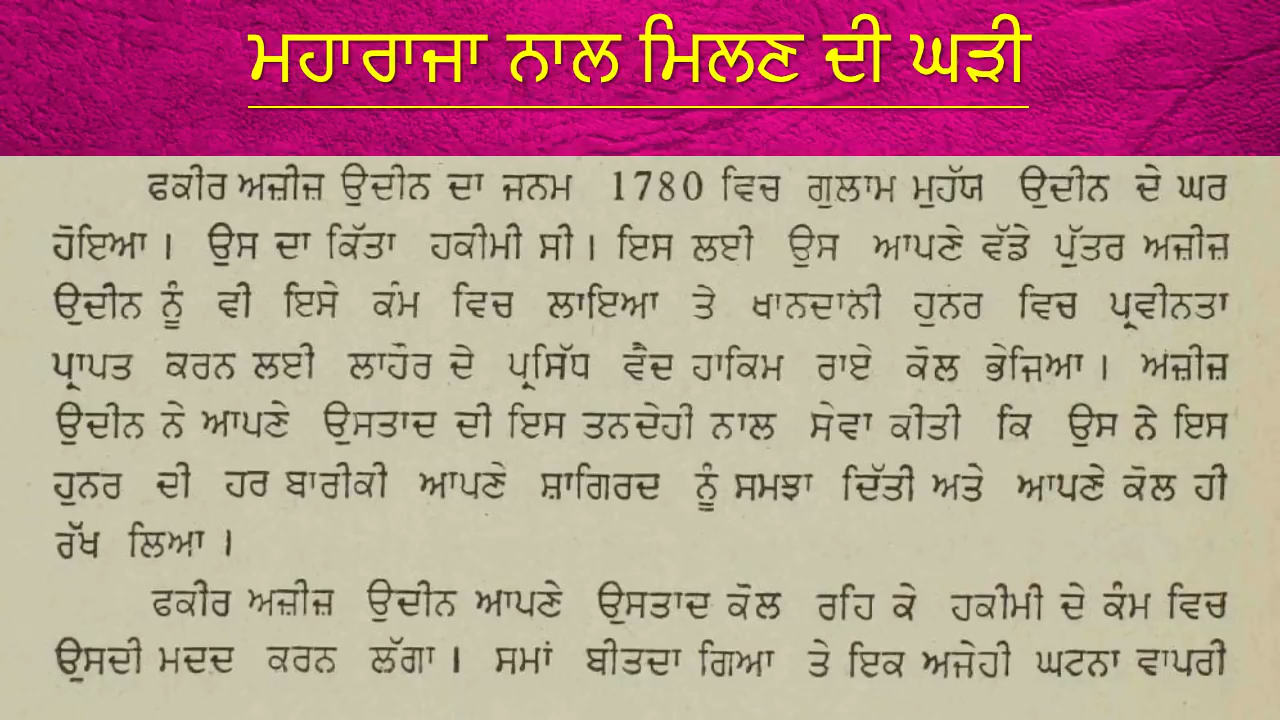 ਮਹਾਰਾਜਾ ਨਾਲ ਮਿਲਣ ਦੀ ਘੜੀ
ਫਕੀਰ ਅਜ਼ੀਜ਼ ਉਦੀਨ ਦਾ ਜਨਮ 1780 ਵਿਚ ਗੁਲਾਮ ਮੁਹੱਯ ਉਦੀਨ ਦੇ ਘਰ
ਹੋਇਆ। ਉਸ ਦਾ ਕਿੱਤਾ ਹਕੀਮੀ ਸੀ। ਇਸ ਲਈ ਉਸ ਆਪਣੇ ਵੱਡੇ ਪੁੱਤਰ ਅਜ਼ੀਜ਼
ਉਦੀਨ ਨੂੰ ਵੀ ਇਸੇ ਕੰਮ ਵਿਚ ਲਾਇਆ ਤੇ ਖਾਨਦਾਨੀ ਹੁਨਰ ਵਿਚ ਪ੍ਰਵੀਨਤਾ
ਪ੍ਰਾਪਤ ਕਰਨ ਲਈ ਲਾਹੌਰ ਦੇ ਪ੍ਰਸਿੱਧ ਵੈਦ ਹਾਕਿਮ ਰਾਏ ਕੋਲ ਭੇਜਿਆ। ਅਜ਼ੀਜ਼
ਉਦੀਨ ਨੇ ਆਪਣੇ ਉਸਤਾਦ ਦੀ ਇਸ ਤਨਦੇਹੀ ਨਾਲ ਸੇਵਾ ਕੀਤੀ ਕਿ ਉਸ ਨੇ ਇਸ
ਹੁਨਰ ਦੀ ਹਰ ਬਾਰੀਕੀ ਆਪਣੇ ਸ਼ਾਗਿਰਦ ਨੂੰ ਸਮਝਾ ਦਿੱਤੀ ਅਤੇ ਆਪਣੇ ਕੋਲ ਹੀ
ਰੱਖ ਲਿਆ।
ਫਕੀਰ ਅਜ਼ੀਜ਼ ਉਦੀਨ ਆਪਣੇ ਉਸਤਾਦ ਕੋਲ ਰਹਿ ਕੇ ਹਕੀਮੀ ਦੇ ਕੰਮ ਵਿਚ
ਉਸਦੀ ਮਦਦ ਕਰਨ ਲੱਗਾ। ਸਮਾਂ ਬੀਤਦਾ ਗਿਆ ਤੇ ਇਕ ਅਜੇਹੀ ਘਟਨਾ ਵਾਪਰੀ